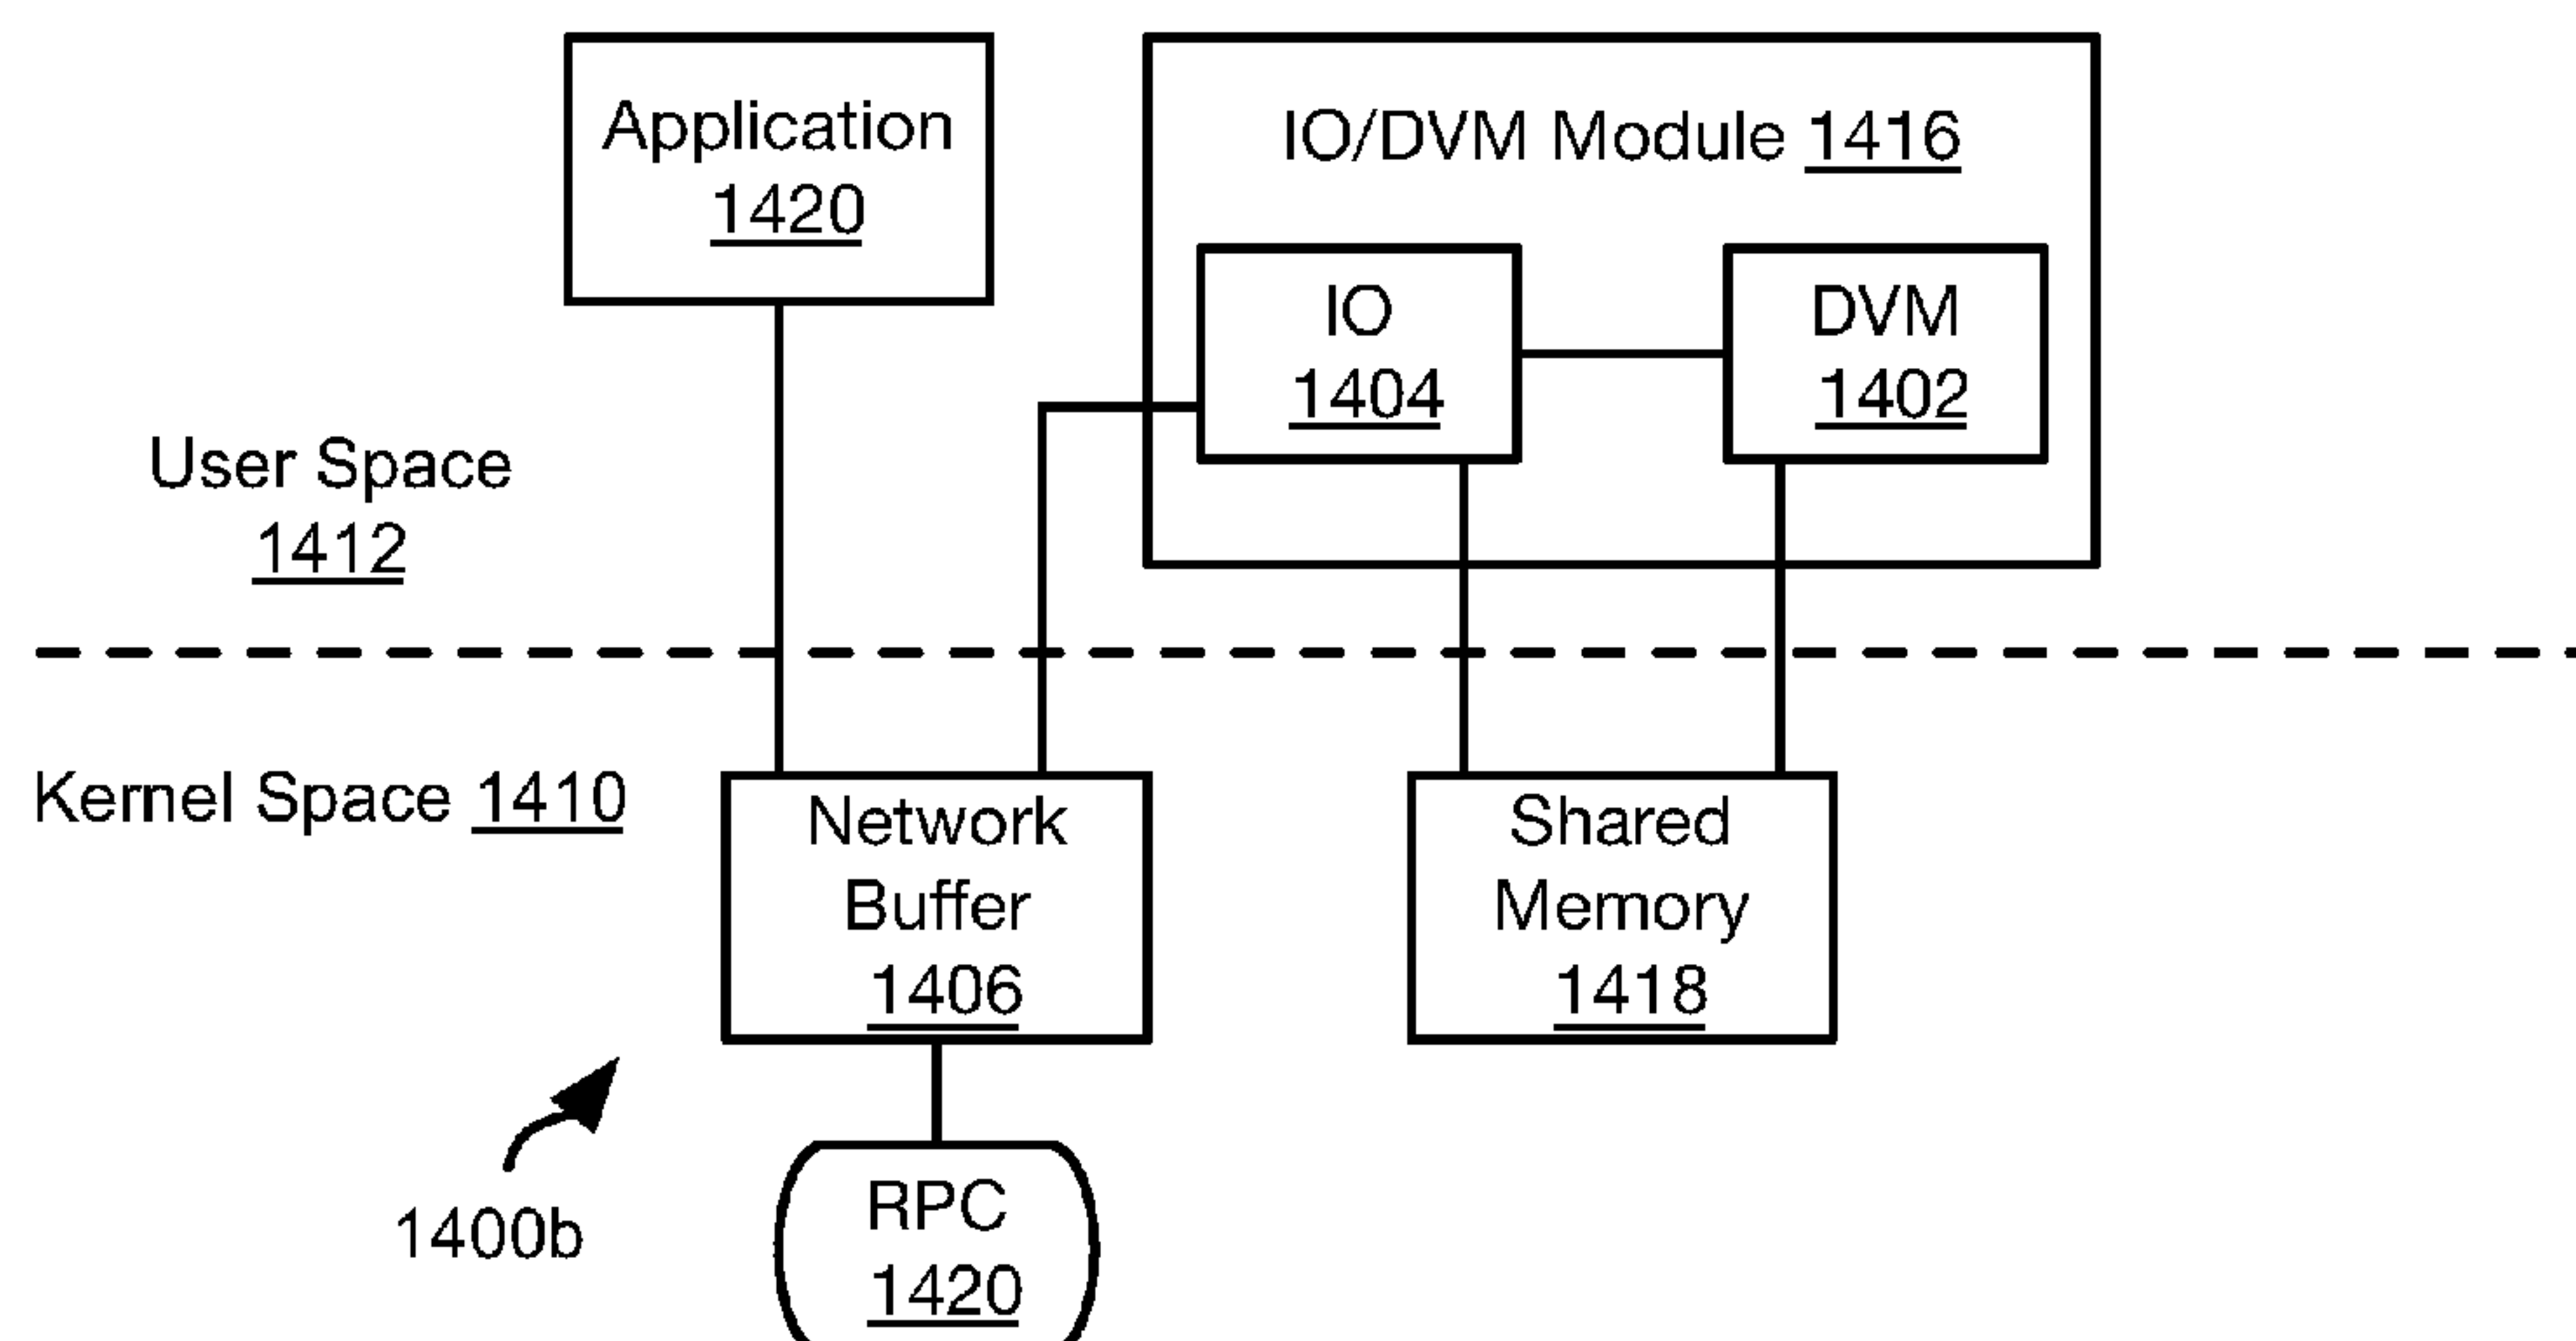 Application
1420
IO/DVM Module 1416
IO
1404
DVM
1402
User Space
1412
Kernel Space 1410
Network
Buffer
1406
Shared
Memory
1418
1400b
RPC
1420